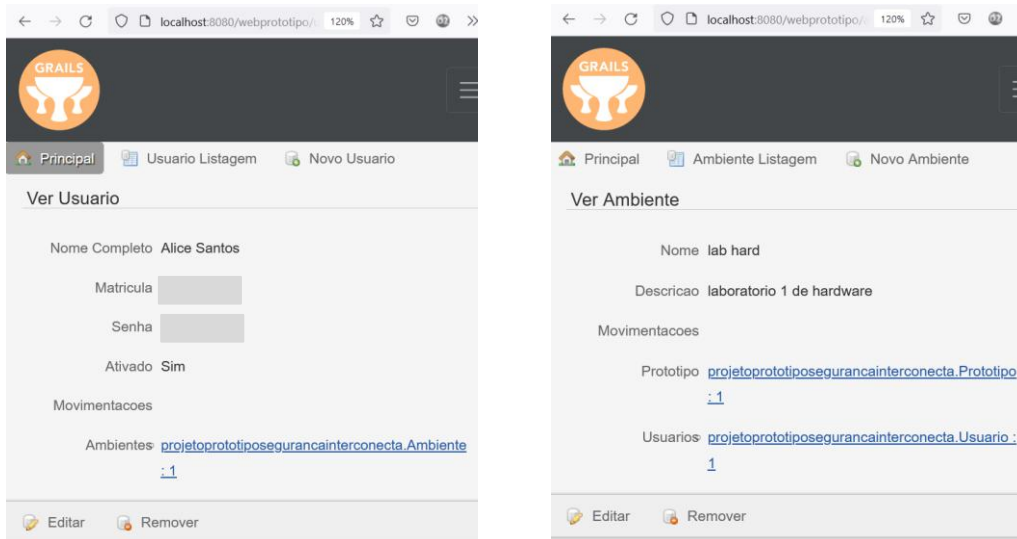 localhost:8080/webprototipo/ 120%
GRAILS
Principal Usuario Listagem Novo Usuario
Ver Usuario
Nome Completo Alice Santos
Matricula
Senha
Ativado Sim
Movimentacoes
Ambientes projetoprototiposegurancainterconecta.Ambiente
: 1
Editar Remover
localhost:8080/webprototipo/ 120%
GRAILS
Principal Ambiente Listagem Novo Ambiente
Ver Ambiente
Nome lab hard
Descricao laboratorio 1 de hardware
Movimentacoes
Prototipo projetoprototiposegurancainterconecta.Prototipo
: 1
Usuarios projetoprototiposegurancainterconecta.Usuario :
1
Editar Remover